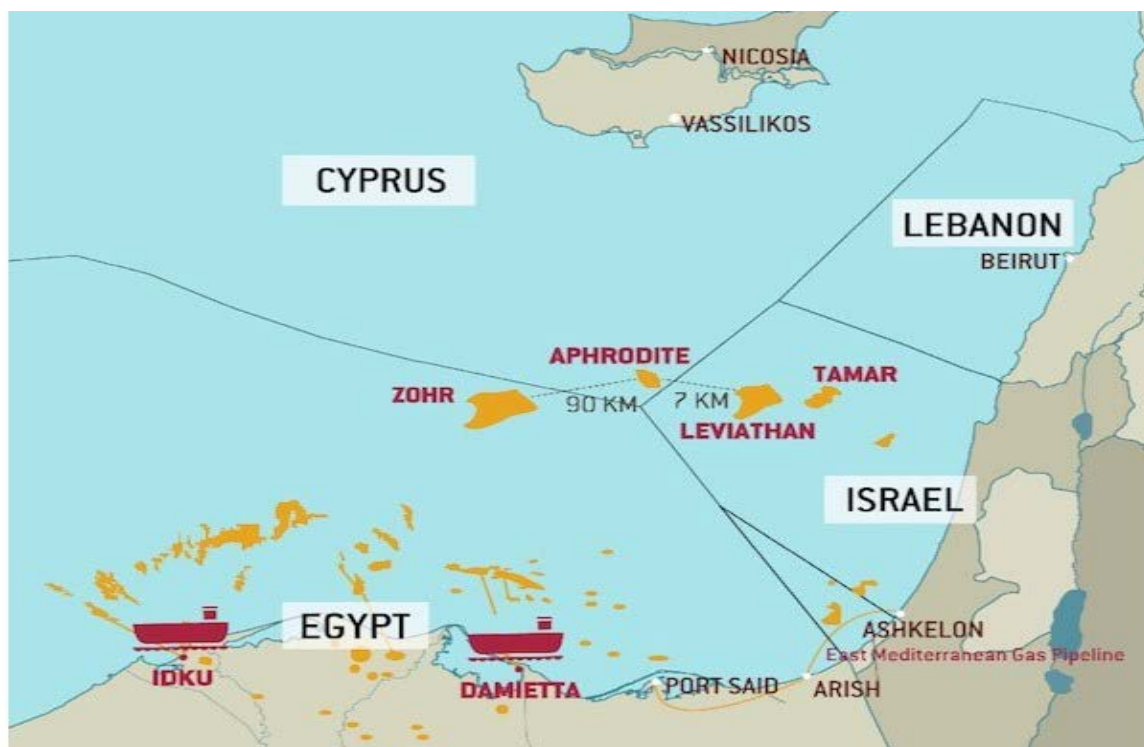 NICOSIA
VASSILIKOS
CYPRUS
LEBANON
BEIRUT
APHRODITE
ZOHR
90 KM
7 KM
TAMAR
LEVIATHAN
ISRAEL
EGYPT
ASHKELON
East Mediterranean Gas Pipeline
IDKU
DAMIETTA
PORT SAID
ARISH